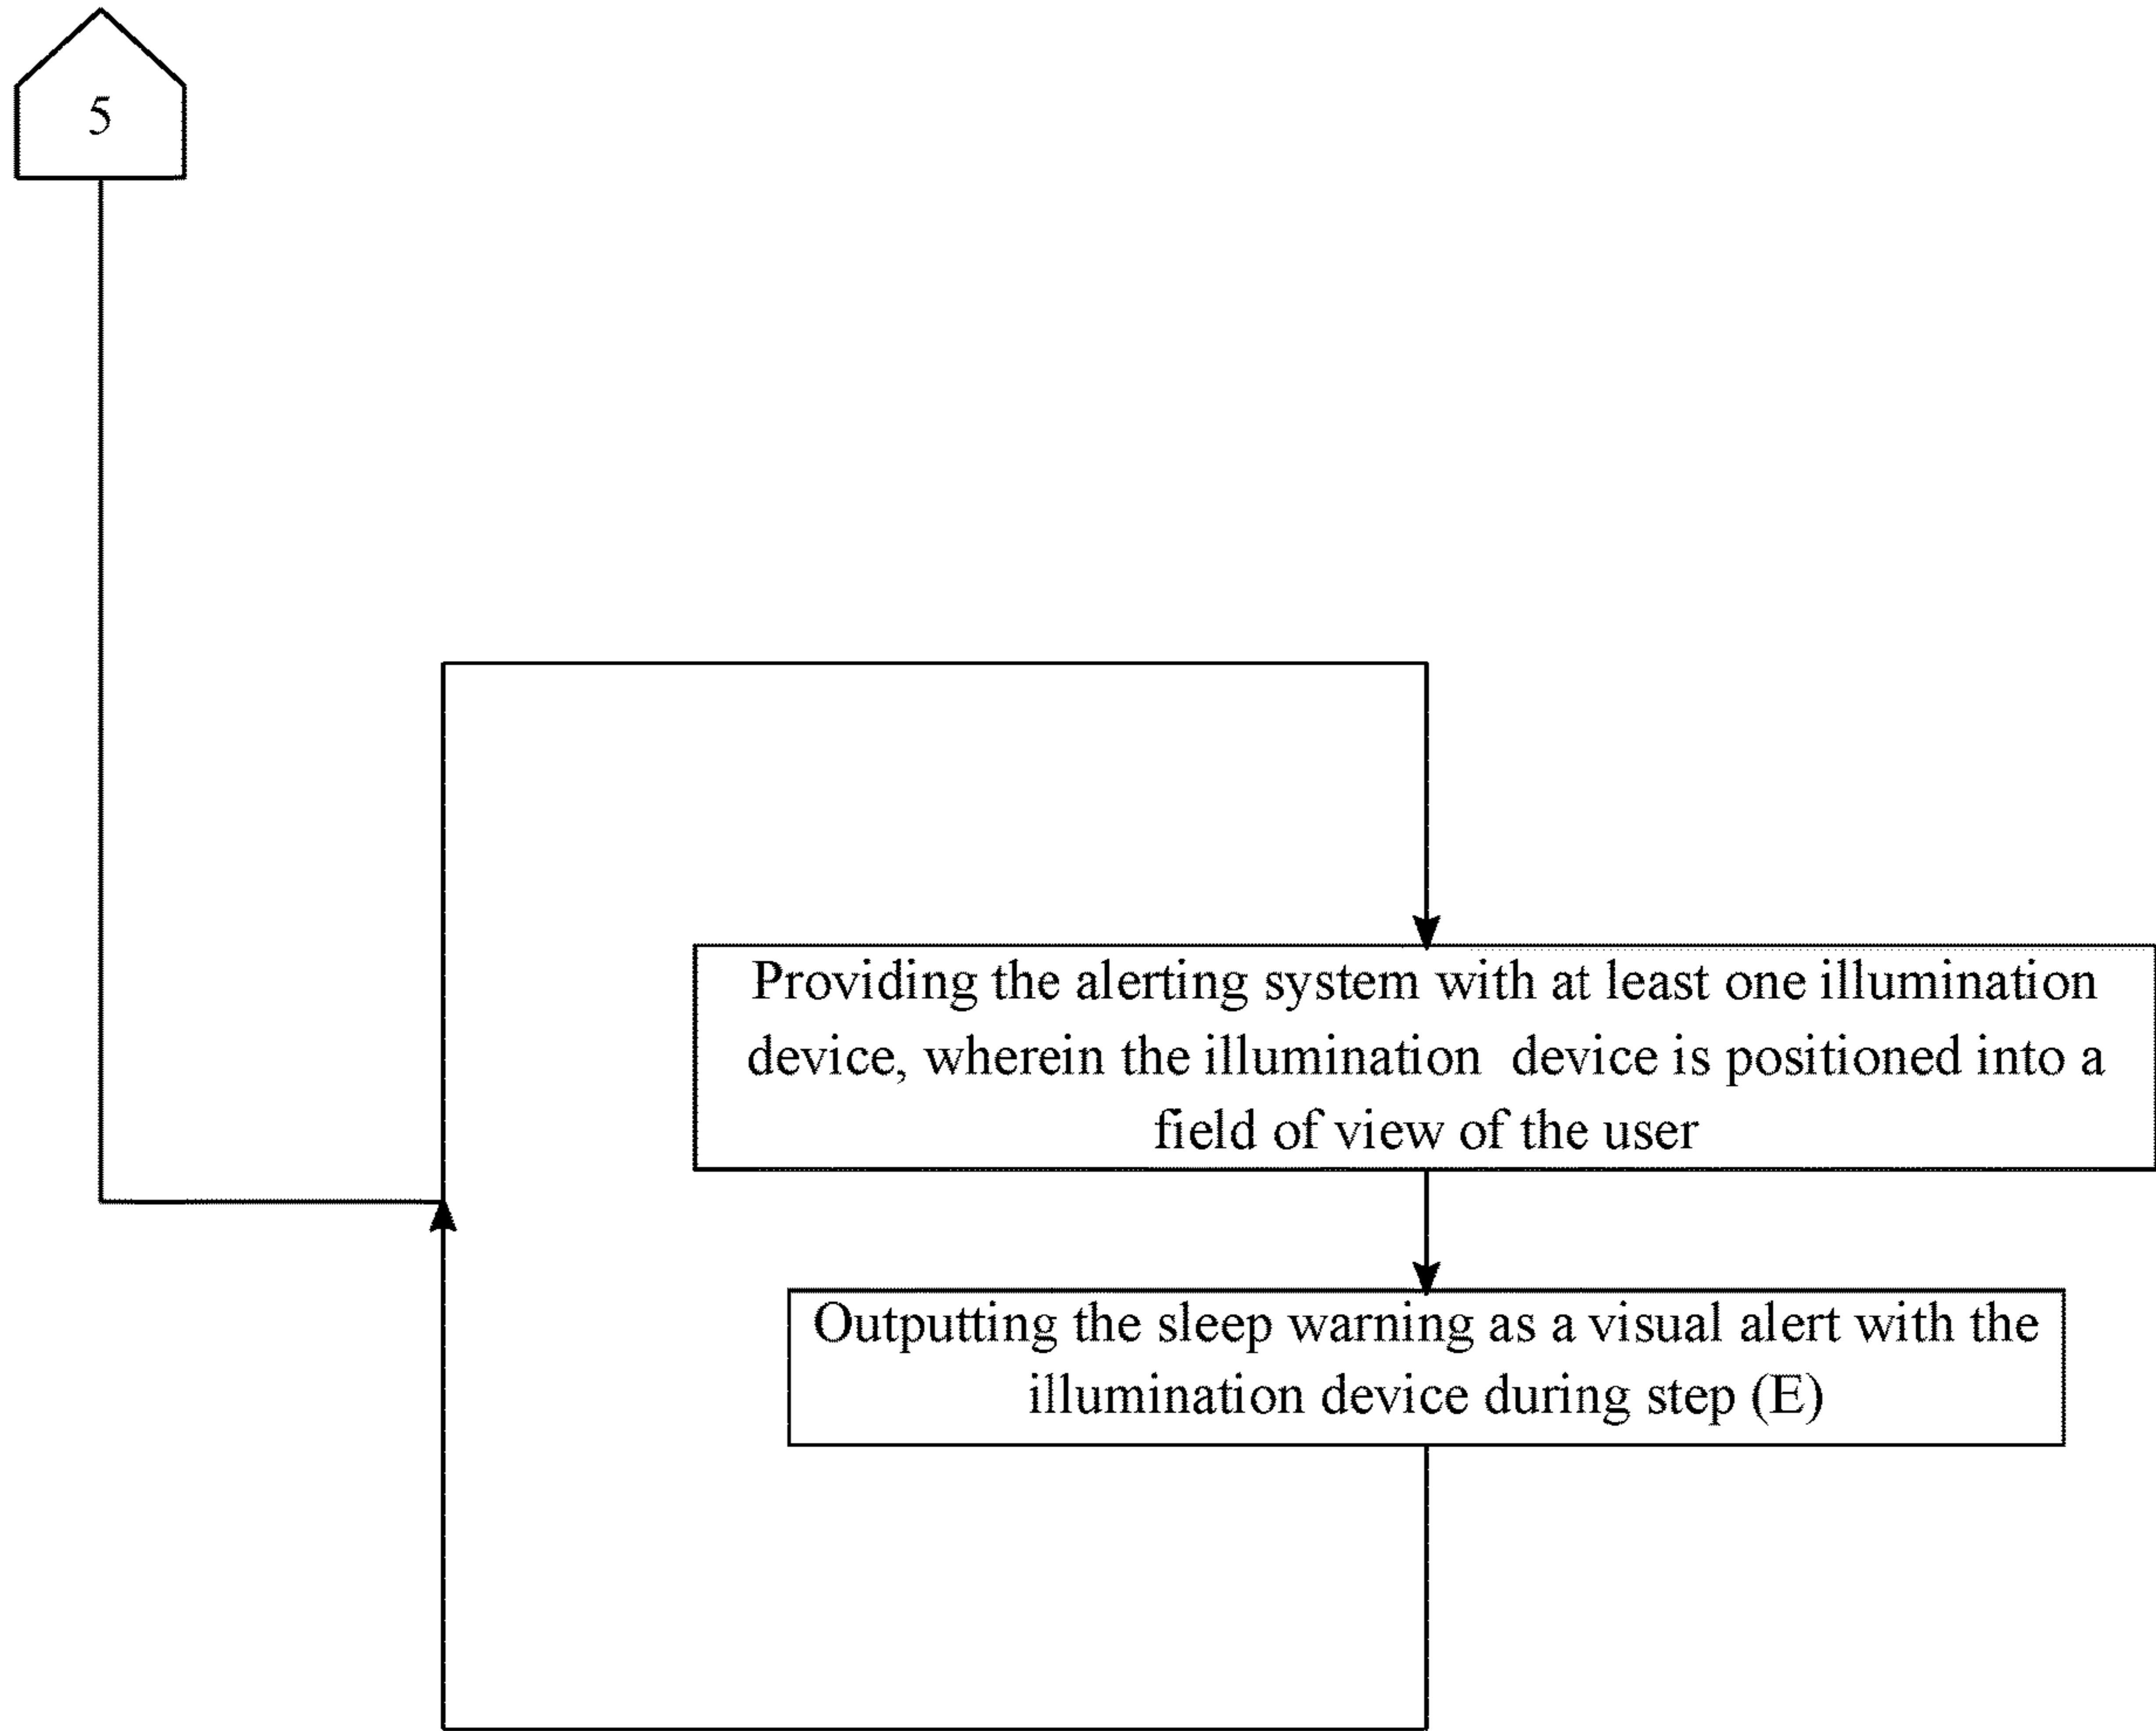 5
Providing the alerting system with at least one illumination
device, wherein the illumination device is positioned into a
field of view of the user
Outputting the sleep warning as a visual alert with the
illumination device during step (E)